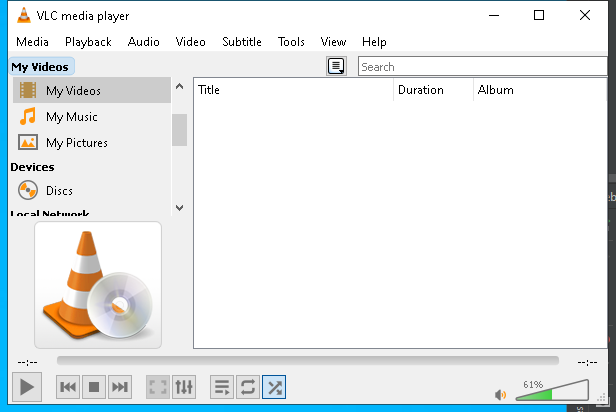 VLC media player
Media Playback Audio Video Subtitle Tools View Help
My Videos
Search
My Videos
My Music
My Pictures
Devices
Discs
Local Network
Title Duration Album
--:-- --:--
61%